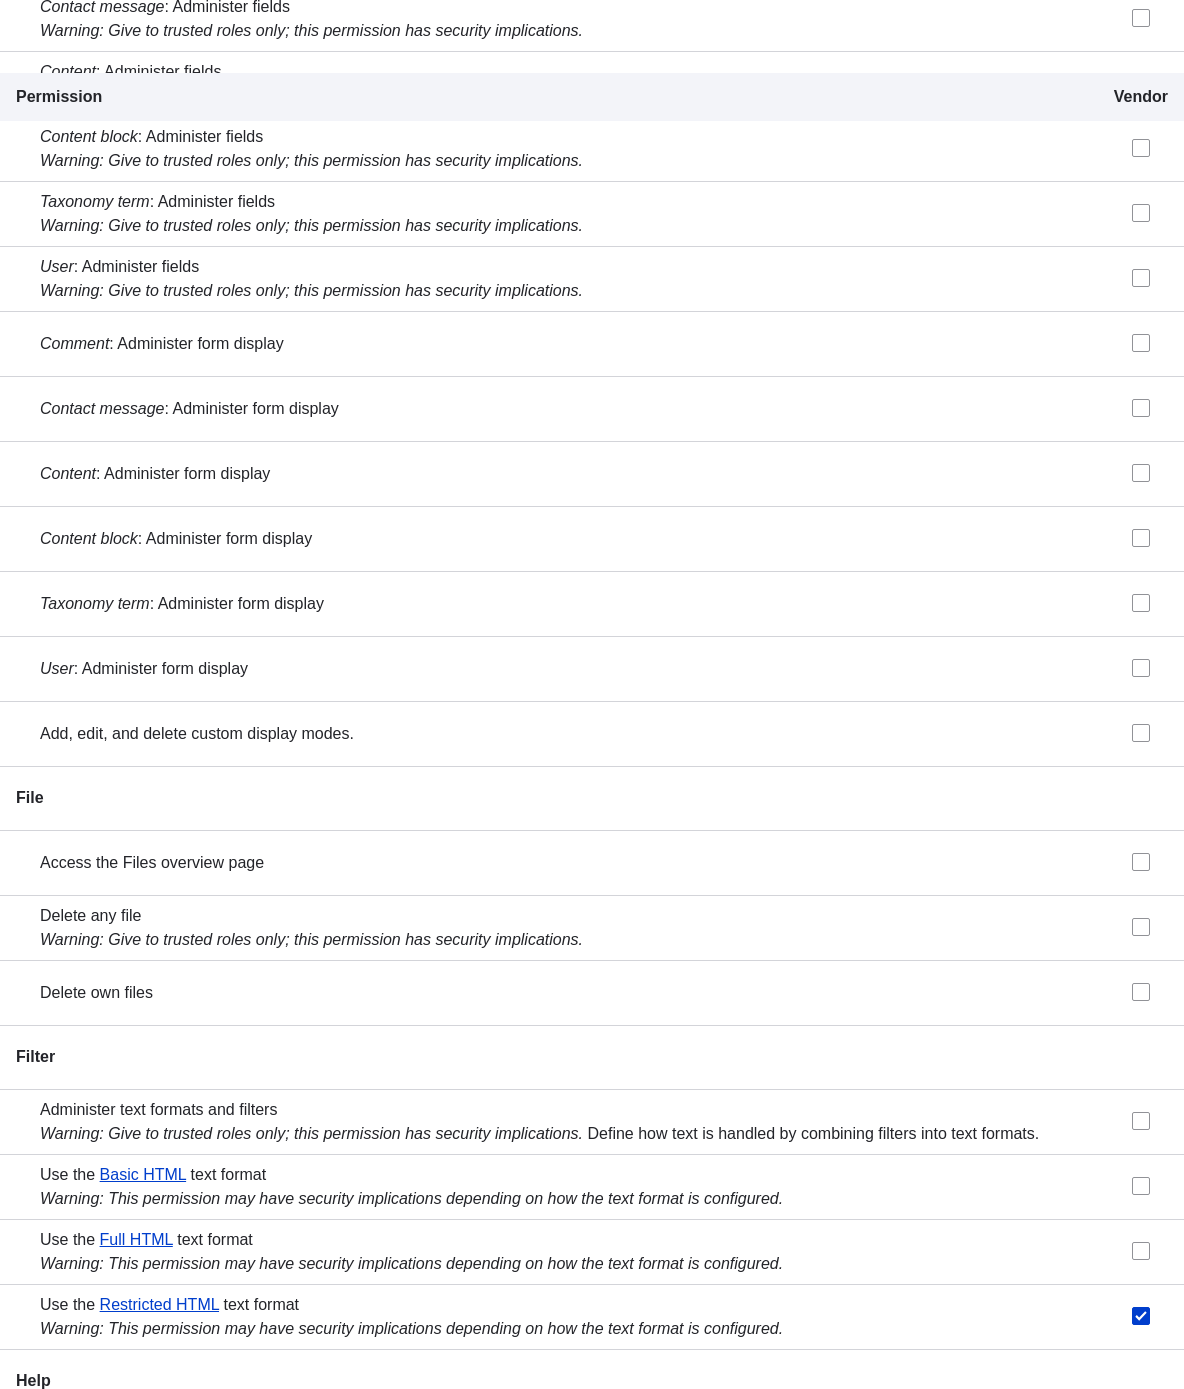 Contact message: Administer fields
Warning: Give to trusted roles only; this permission has security implications.
Content: Administer fields
Permission Vendor
Content block: Administer fields
Warning: Give to trusted roles only; this permission has security implications.
Taxonomy term: Administer fields
Warning: Give to trusted roles only; this permission has security implications.
User: Administer fields
Warning: Give to trusted roles only; this permission has security implications.
Comment: Administer form display
Contact message: Administer form display
Content: Administer form display
Content block: Administer form display
Taxonomy term: Administer form display
User: Administer form display
Add, edit, and delete custom display modes.
File
Access the Files overview page
Delete any file
Warning: Give to trusted roles only; this permission has security implications.
Delete own files
Filter
Administer text formats and filters
Warning: Give to trusted roles only; this permission has security implications. Define how text is handled by combining filters into text formats.
Use the Basic HTML text format
Warning: This permission may have security implications depending on how the text format is configured.
Use the Full HTML text format
Warning: This permission may have security implications depending on how the text format is configured.
Use the Restricted HTML text format
Warning: This permission may have security implications depending on how the text format is configured.
Help